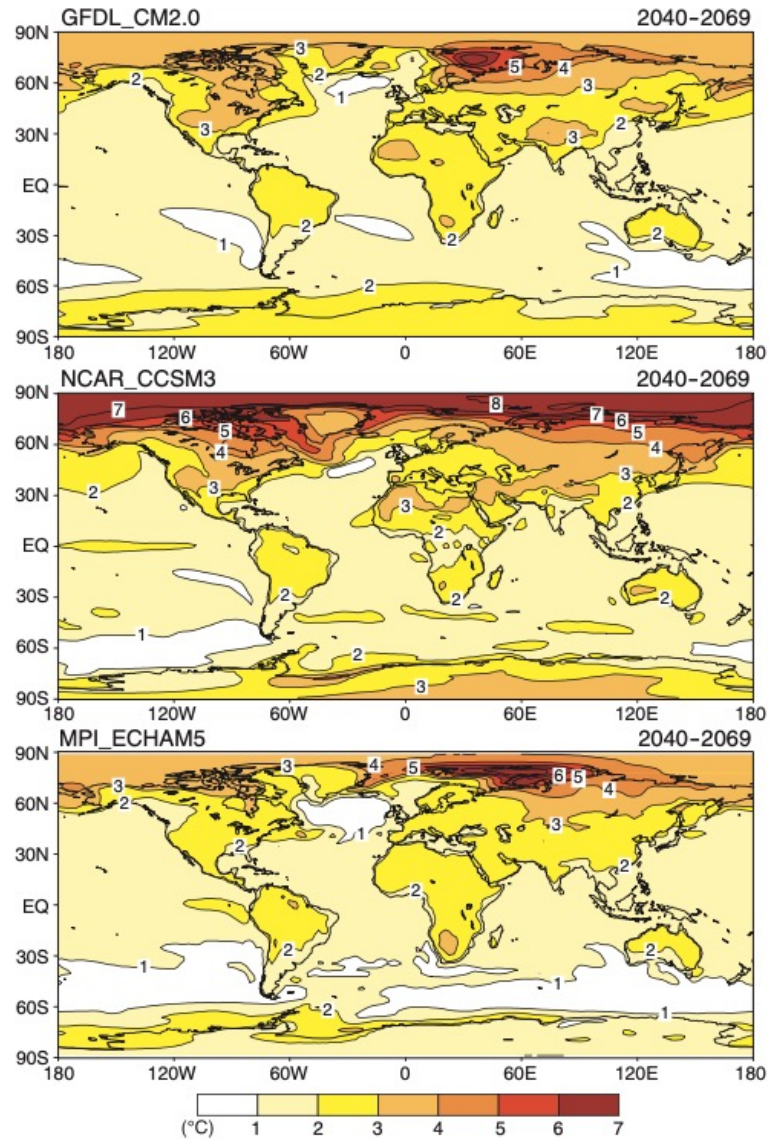 GFDL_CM2.0 2040–2069
90N
3
5 4
2 3
60N
1
2
3 3
30N
EQ
2 2
1
30S
2
1
60S
2
90S
180 120W 60W 0 60E 120E 180
NCAR_CCSM3 2040–2069
90N
8
7 6 7 6
5 5
60N
4 4
3
3
2 3 2
30N
2
EQ
2 2 2
30S
1
60S
2
3
90S
180 120W 60W 0 60E 120E 180
MPI_ECHAM5 2040–2069
90N
3 4 5 6 5
3 4
2
60N
1 3
2 2
30N
2
EQ
2 2
30S
1 1
60S
2 1
90S
180 120W 60W 0 60E 120E 180
(°C) 1 2 3 4 5 6 7